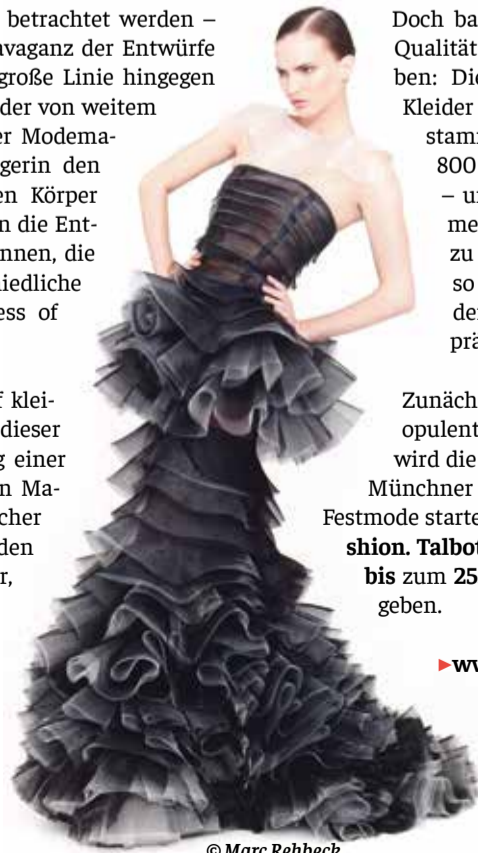 betrachtet werden –
avaganz der Entwürfe
große Linie hingegen
der von weitem
er Modema-
gerin den
en Körper
n die Ent-
nnen, die
iedliche
ess of
f klei-
dieser
g einer
n Ma-
cher
den
r,
Doch ba
Qualität
ben: Die
Kleider
stam
800
– u
me
zu
so
de
prä
Zunäch
opulent
wird die
Münchner
Festmode starte
shion. Talbot
bis zum 25
geben.
▶ww
© Marc Rehbeck